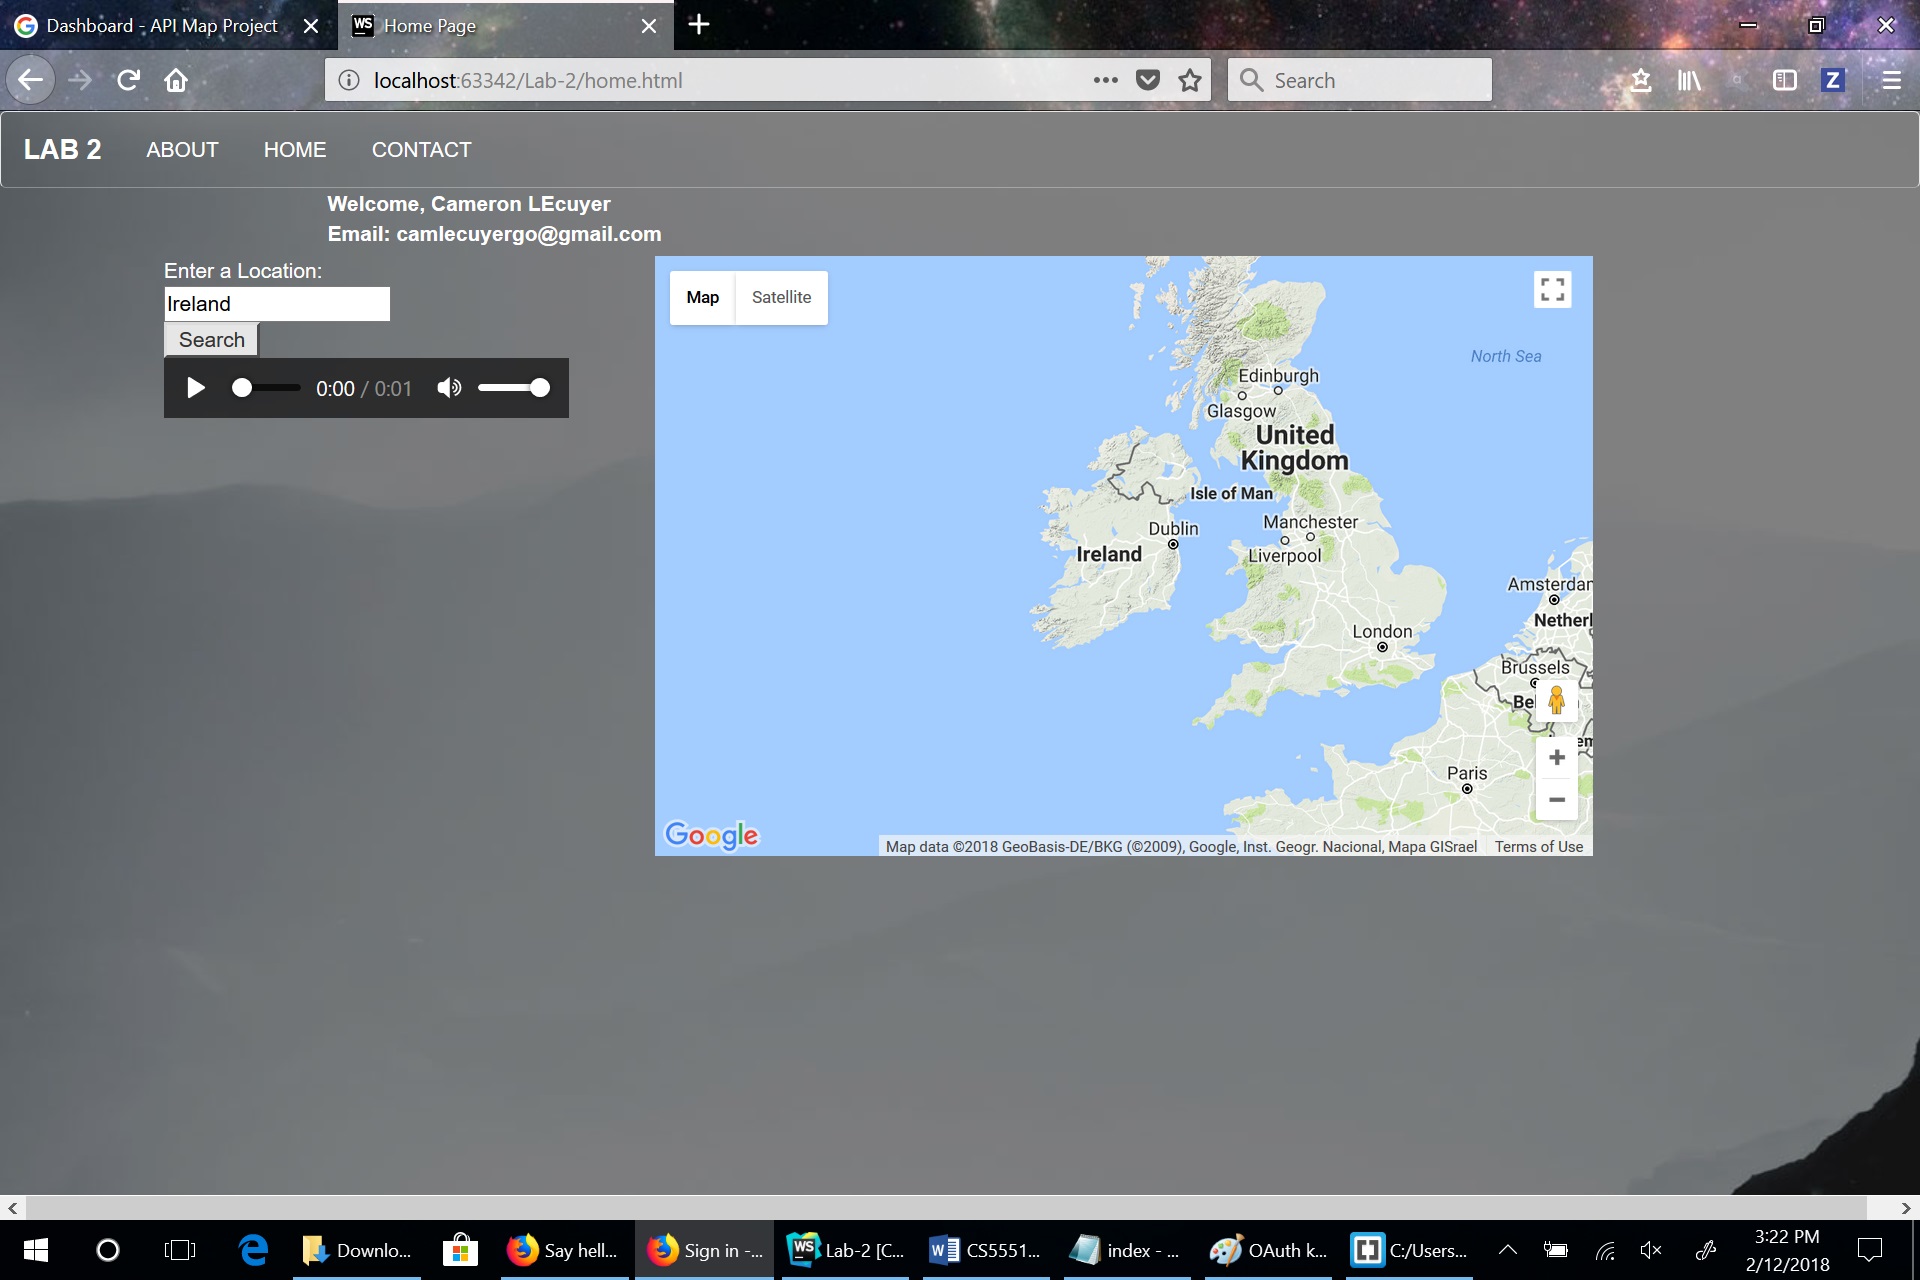 Dashboard - API Map Project
WS Home Page
localhost:63342/Lab-2/home.html
Search
Z
LAB 2 ABOUT HOME CONTACT
Welcome, Cameron LEcuyer
Email: camlecuyergo@gmail.com
Enter a Location:
Ireland
Search
0:00 / 0:01
Map Satellite
North Sea
Edinburgh
Glasgow
United
Kingdom
Isle of Man
Manchester
Dublin
Liverpool
Ireland
Amsterdam
Netherl
London
Brussels
Bel
em
Paris
Google
Map data ©2018 GeoBasis-DE/BKG (©2009), Google, Inst. Geogr. Nacional, Mapa GISrael Terms of Use
Downlo... Say hell... Sign in -... WS Lab-2 [C... CS5551... index - ... OAuth k... C:/Users...
3:22 PM
2/12/2018